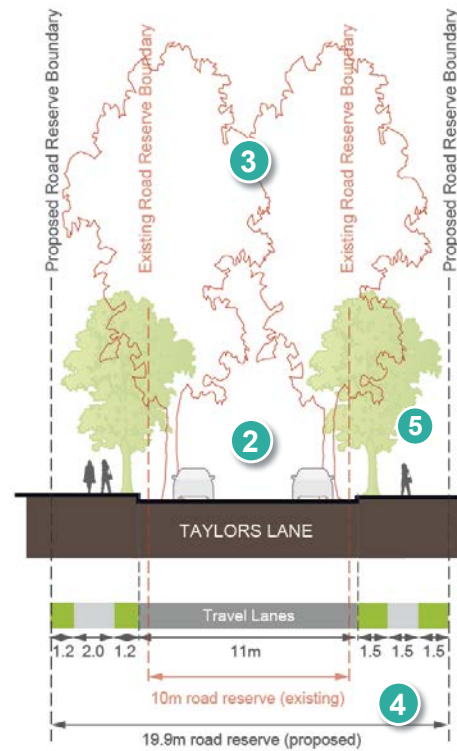 Proposed Road Reserve Boundary
Existing Road Reserve Boundary
Existing Road Reserve Boundary
Proposed Road Reserve Boundary
3
2
5
TAYLORS LANE
Travel Lanes
1.2 2.0 1.2 11m 1.5 1.5 1.5
10m road reserve (existing)
4
19.9m road reserve (proposed)